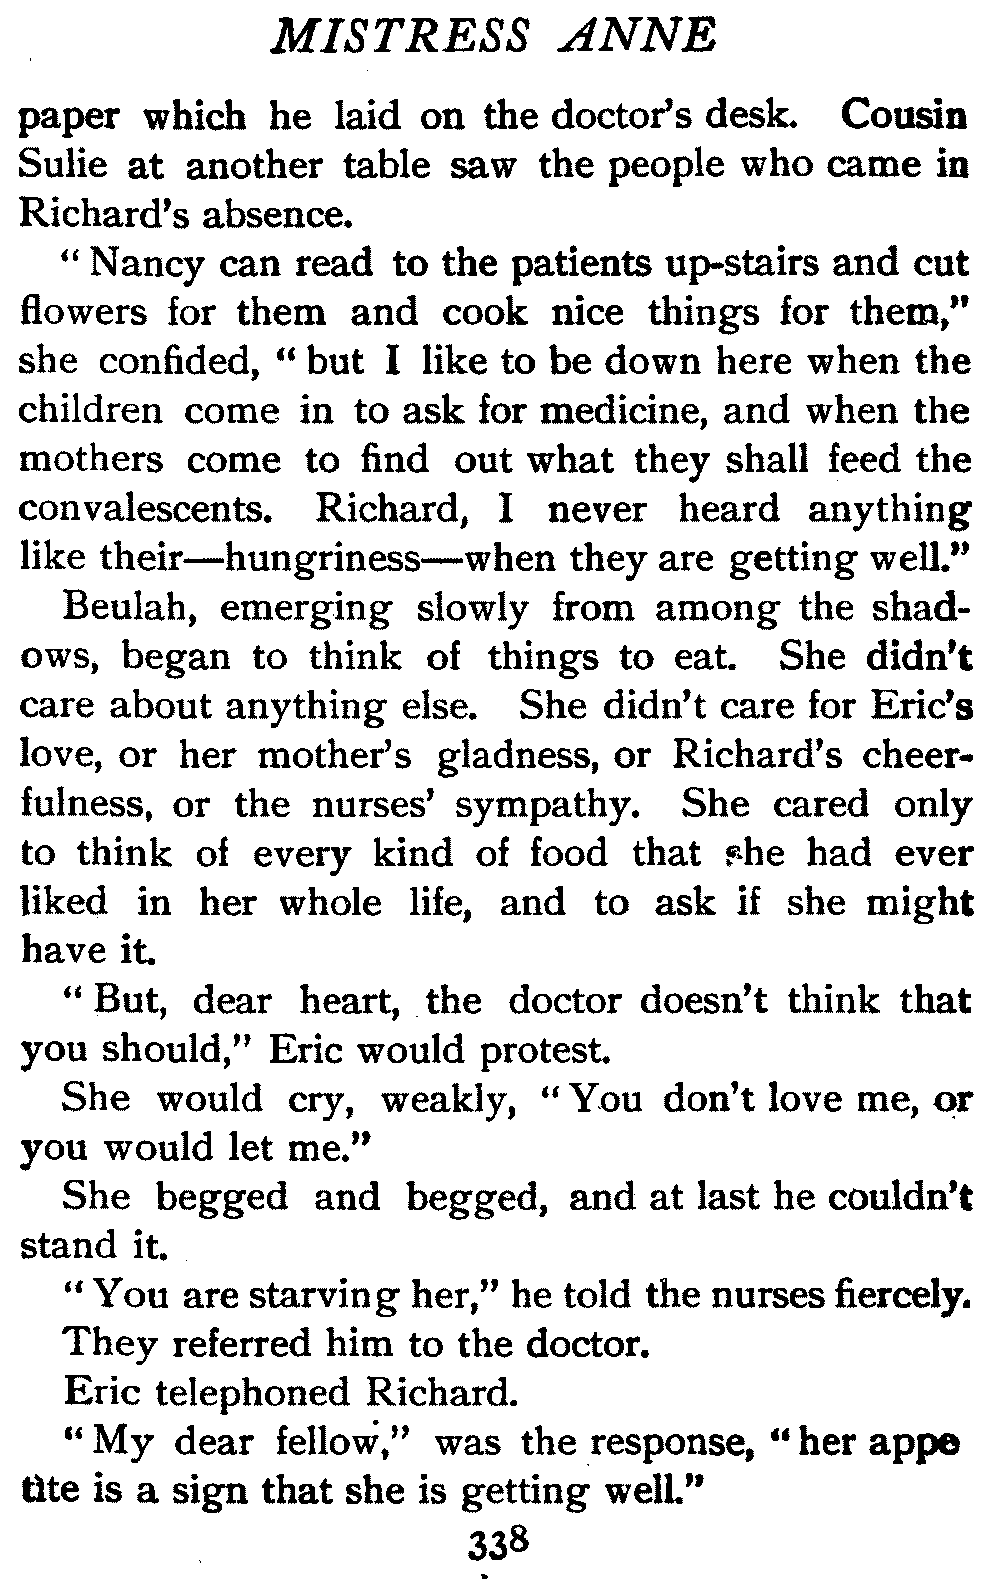 MISTRESS ANNE
paper which he laid on the doctor's desk. Cousin
Sulie at another table saw the people who came in
Richard's absence.
" Nancy can read to the patients up-stairs and cut
flowers for them and cook nice things for them,"
she confided, " but I like to be down here when the
children come in to ask for medicine, and when the
mothers come to find out what they shall feed the
convalescents. Richard, I never heard anything
like their—hungriness—when they are getting well."
Beulah, emerging slowly from among the shad-
ows, began to think of things to eat. She didn't
care about anything else. She didn't care for Eric's
love, or her mother's gladness, or Richard's cheer-
fulness, or the nurses' sympathy. She cared only
to think of every kind of food that she had ever
liked in her whole life, and to ask if she might
have it.
" But, dear heart, the doctor doesn't think that
you should," Eric would protest.
She would cry, weakly, " You don't love me, or
you would let me."
She begged and begged, and at last he couldn't
stand it.
" You are starving her," he told the nurses fiercely.
They referred him to the doctor.
Eric telephoned Richard.
" My dear fellow," was the response, " her appe
tite is a sign that she is getting well."
338